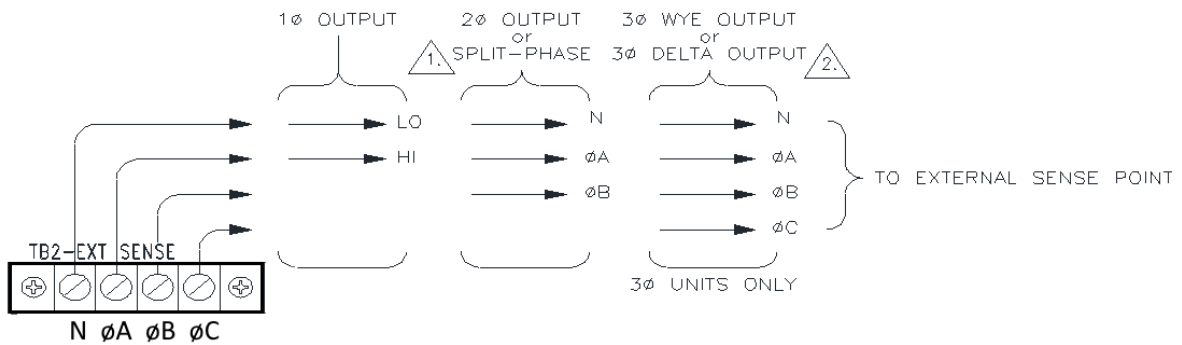 1ø OUTPUT
2ø OUTPUT
or
SPLIT-PHASE
1.
3ø WYE OUTPUT
or
3ø DELTA OUTPUT
2.
LO
HI
N
øA
øB
N
øA
øB
øC
TO EXTERNAL SENSE POINT
3ø UNITS ONLY
TB2-EXT SENSE
N øA øB øC